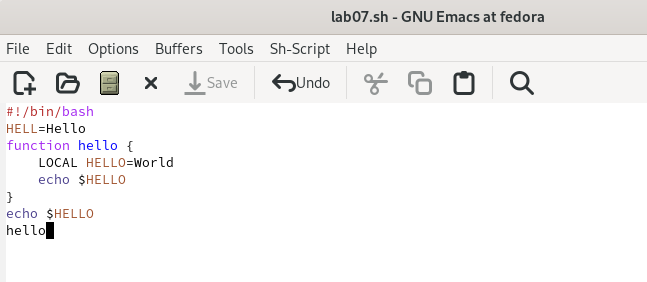 lab07.sh - GNU Emacs at fedora
File Edit Options Buffers Tools Sh-Script Help
Save Undo
#!/bin/bash
HELL=Hello
function hello {
    LOCAL HELLO=World
    echo $HELLO
}
echo $HELLO
hello